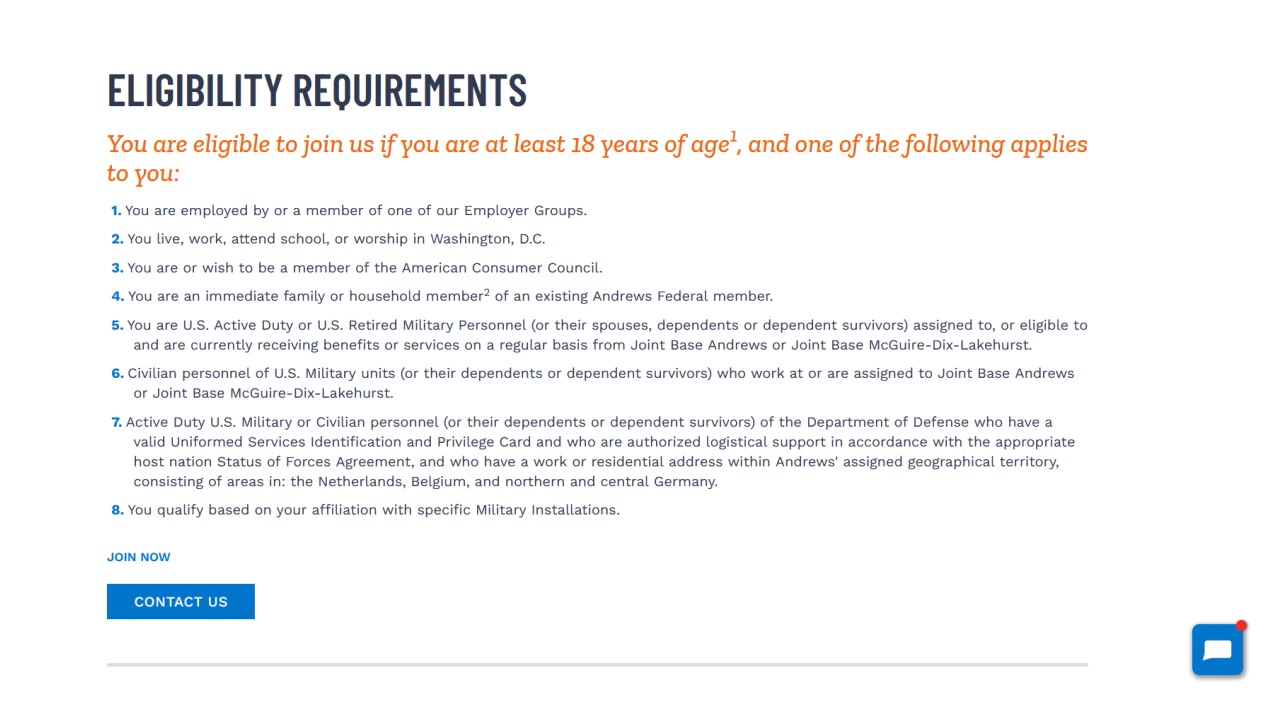 ELIGIBILITY REQUIREMENTS
You are eligible to join us if you are at least 18 years of age¹, and one of the following applies
to you:
1. You are employed by or a member of one of our Employer Groups.
2. You live, work, attend school, or worship in Washington, D.C.
3. You are or wish to be a member of the American Consumer Council.
4. You are an immediate family or household member² of an existing Andrews Federal member.
5. You are U.S. Active Duty or U.S. Retired Military Personnel (or their spouses, dependents or dependent survivors) assigned to, or eligible to
and are currently receiving benefits or services on a regular basis from Joint Base Andrews or Joint Base McGuire-Dix-Lakehurst.
6. Civilian personnel of U.S. Military units (or their dependents or dependent survivors) who work at or are assigned to Joint Base Andrews
or Joint Base McGuire-Dix-Lakehurst.
7. Active Duty U.S. Military or Civilian personnel (or their dependents or dependent survivors) of the Department of Defense who have a
valid Uniformed Services Identification and Privilege Card and who are authorized logistical support in accordance with the appropriate
host nation Status of Forces Agreement, and who have a work or residential address within Andrews' assigned geographical territory,
consisting of areas in: the Netherlands, Belgium, and northern and central Germany.
8. You qualify based on your affiliation with specific Military Installations.
JOIN NOW
CONTACT US